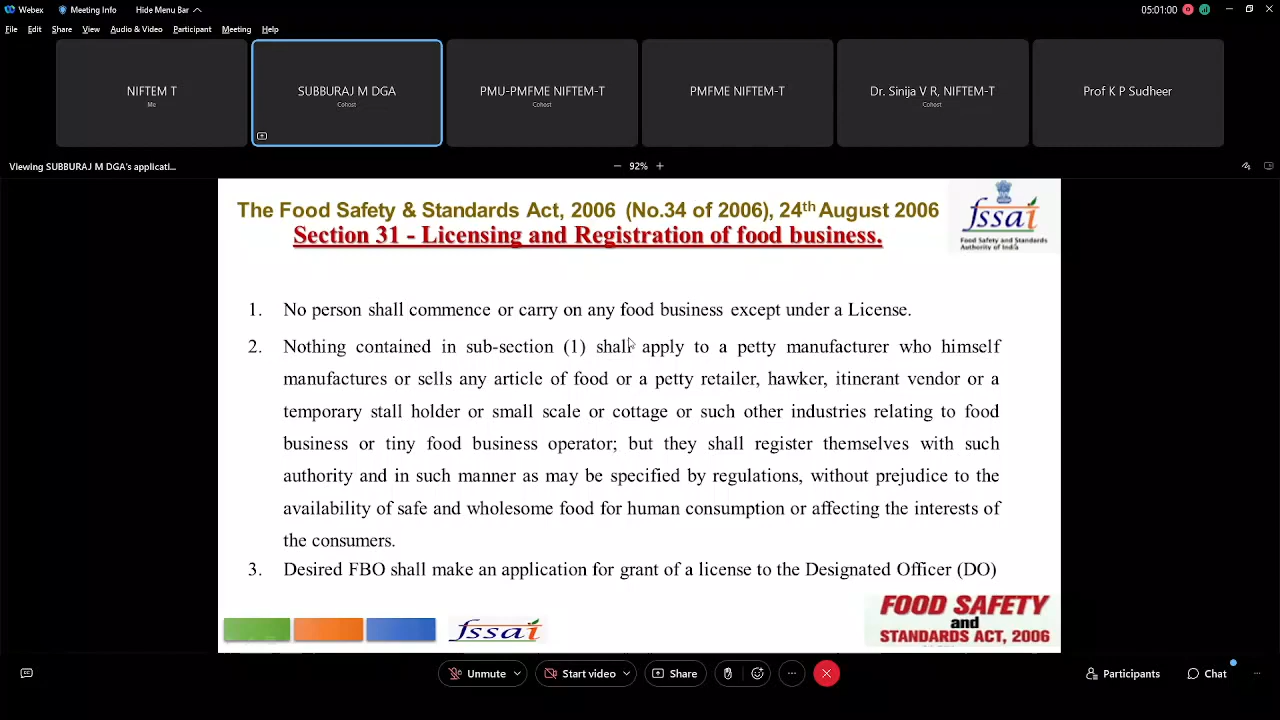 Webex
Meeting Info
Hide Menu Bar
05:01:00
File Edit Share View Audio & Video Participant Meeting Help
NIFTEM T
Me
SUBBURAJ M DGA
Cohost
PMU-PMFME NIFTEM-T
Cohost
PMFME NIFTEM-T
Dr. Sinija V R, NIFTEM-T
Cohost
Prof K P Sudheer
Viewing SUBBURAJ M DGA's applicati...
92%
The Food Safety & Standards Act, 2006 (No.34 of 2006), 24th August 2006
Section 31 - Licensing and Registration of food business.
fssai
Food Safety and Standards
Authority of India
1. No person shall commence or carry on any food business except under a License.
2. Nothing contained in sub-section (1) shall apply to a petty manufacturer who himself
manufactures or sells any article of food or a petty retailer, hawker, itinerant vendor or a
temporary stall holder or small scale or cottage or such other industries relating to food
business or tiny food business operator; but they shall register themselves with such
authority and in such manner as may be specified by regulations, without prejudice to the
availability of safe and wholesome food for human consumption or affecting the interests of
the consumers.
3. Desired FBO shall make an application for grant of a license to the Designated Officer (DO)
fssai
FOOD SAFETY
and
STANDARDS ACT, 2006
Unmute
Start video
Share
Participants
Chat